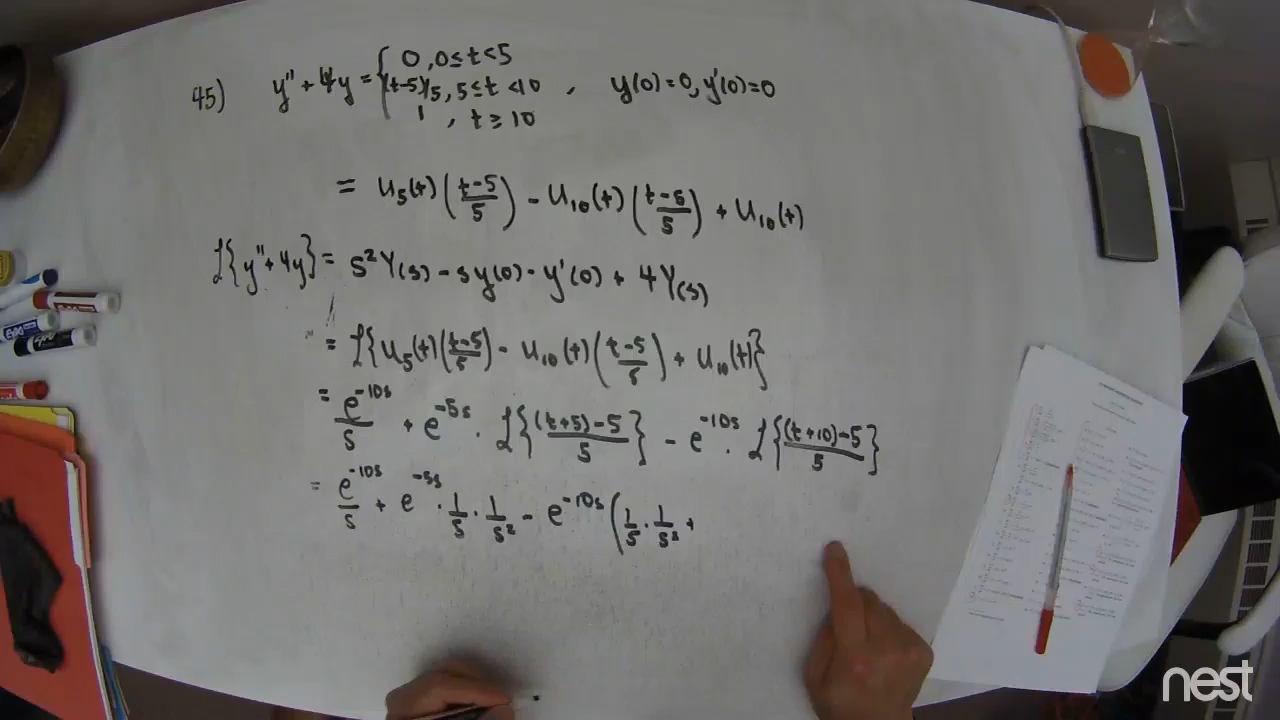 45) y'' + 4y = { 0 , 0 ≤ t < 5
(t-5)/5 , 5 ≤ t < 10 , y(0) = 0, y'(0) = 0
1 , t ≥ 10
= u₅(t) ((t-5)/5) - u₁₀(t) ((t-5)/5) + u₁₀(t)
ℒ{y'' + 4y} = s²Y(s) - sy(0) - y'(0) + 4Y(s)
= ℒ{u₅(t)((t-5)/5) - u₁₀(t)((t-5)/5) + u₁₀(t)}
= e^(-10s)/s + e^(-5s) · ℒ{((t+5)-5)/5} - e^(-10s) · ℒ{((t+10)-5)/5}
= e^(-10s)/s + e^(-5s) · 1/5 · 1/s² - e^(-10s) (1/5 · 1/s² +
EXPO
nest